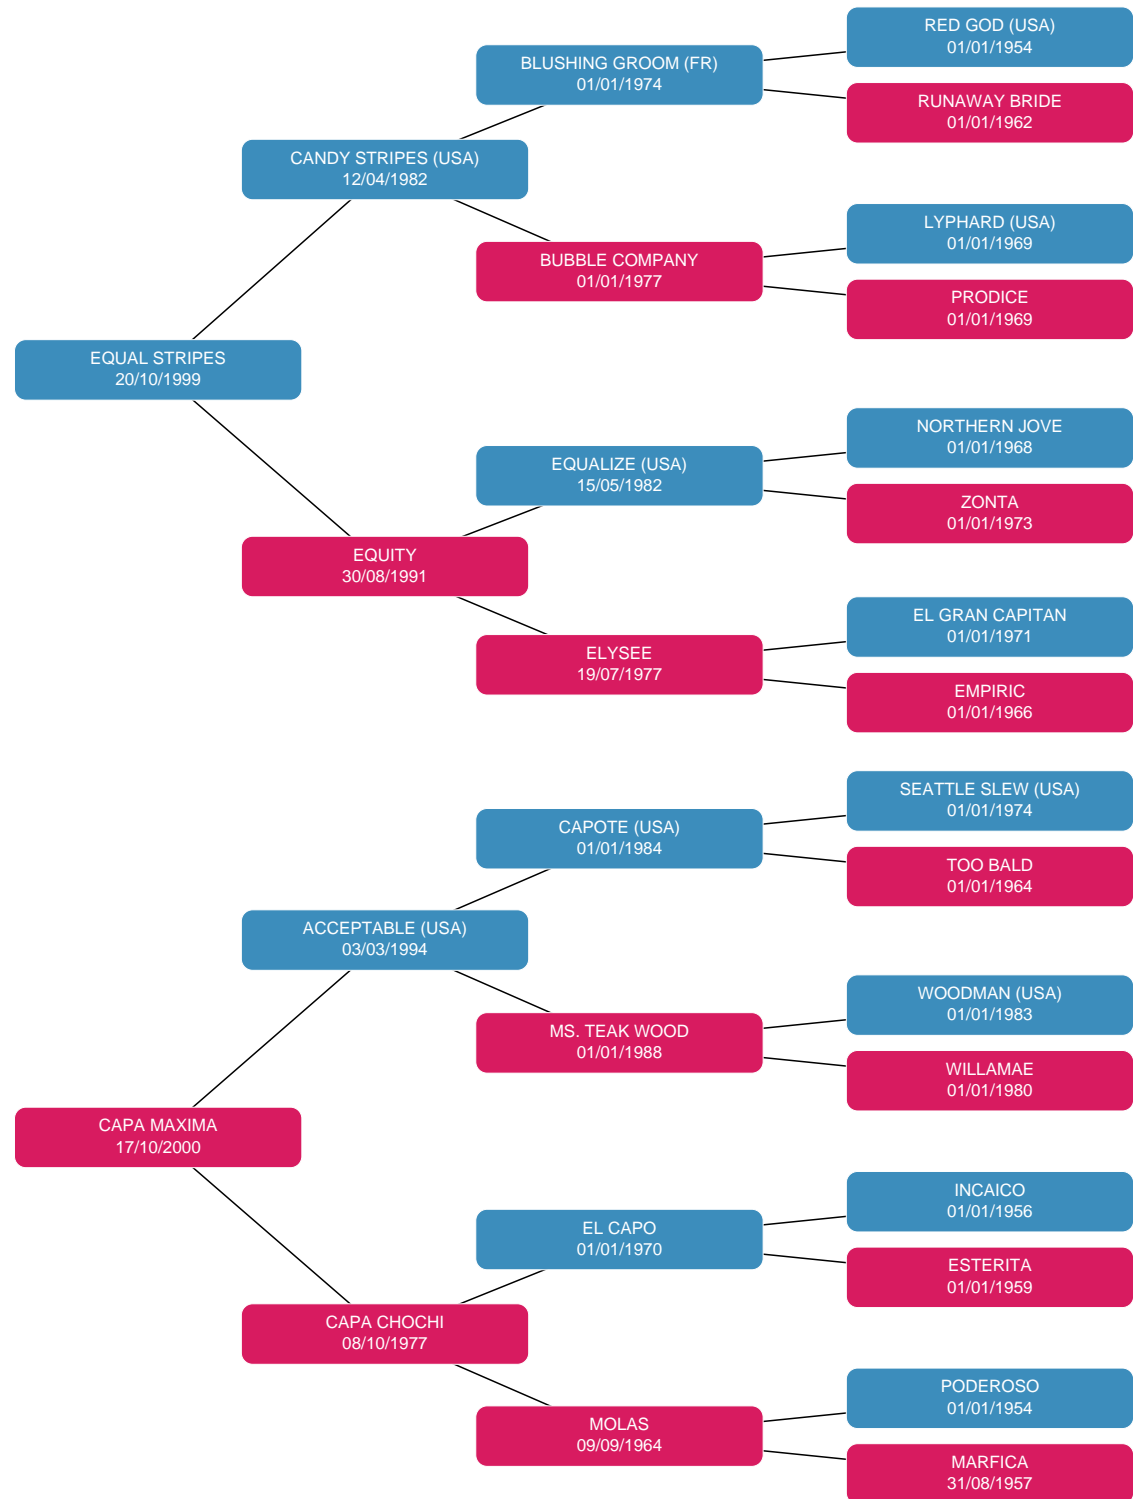 RED GOD (USA)
01/01/1954
BLUSHING GROOM (FR)
01/01/1974
RUNAWAY BRIDE
01/01/1962
CANDY STRIPES (USA)
12/04/1982
LYPHARD (USA)
01/01/1969
BUBBLE COMPANY
01/01/1977
PRODICE
01/01/1969
EQUAL STRIPES
20/10/1999
NORTHERN JOVE
01/01/1968
EQUALIZE (USA)
15/05/1982
ZONTA
01/01/1973
EQUITY
30/08/1991
EL GRAN CAPITAN
01/01/1971
ELYSEE
19/07/1977
EMPIRIC
01/01/1966
SEATTLE SLEW (USA)
01/01/1974
CAPOTE (USA)
01/01/1984
TOO BALD
01/01/1964
ACCEPTABLE (USA)
03/03/1994
WOODMAN (USA)
01/01/1983
MS. TEAK WOOD
01/01/1988
WILLAMAE
01/01/1980
CAPA MAXIMA
17/10/2000
INCAICO
01/01/1956
EL CAPO
01/01/1970
ESTERITA
01/01/1959
CAPA CHOCHI
08/10/1977
PODEROSO
01/01/1954
MOLAS
09/09/1964
MARFICA
31/08/1957